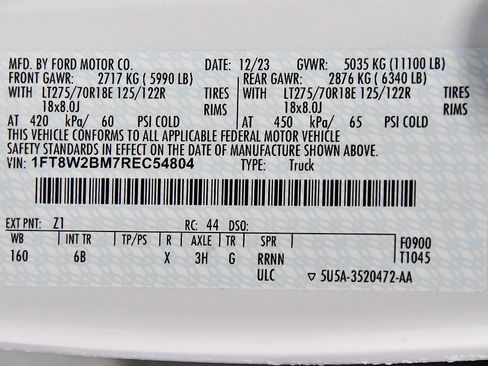 MFD. BY FORD MOTOR CO. DATE: 12/23 GVWR: 5035 KG (11100 LB)
FRONT GAWR: 2717 KG (5990 LB) REAR GAWR: 2876 KG (6340 LB)
WITH LT275/70R18E 125/122R TIRES WITH LT275/70R18E 125/122R TIRES
18x8.0J RIMS 18x8.0J RIMS
AT 420 kPa/ 60 PSI COLD AT 450 kPa/ 65 PSI COLD
THIS VEHICLE CONFORMS TO ALL APPLICABLE FEDERAL MOTOR VEHICLE
SAFETY STANDARDS IN EFFECT ON THE DATE OF MANUFACTURE SHOWN ABOVE.
VIN: 1FT8W2BM7REC54804 TYPE: Truck
EXT PNT: Z1 RC: 44 DSO:
WB INT TR TP/PS R AXLE TR SPR F0900
160 6B X 3H G RRNN T1045
ULC ▽ 5U5A-3520472-AA